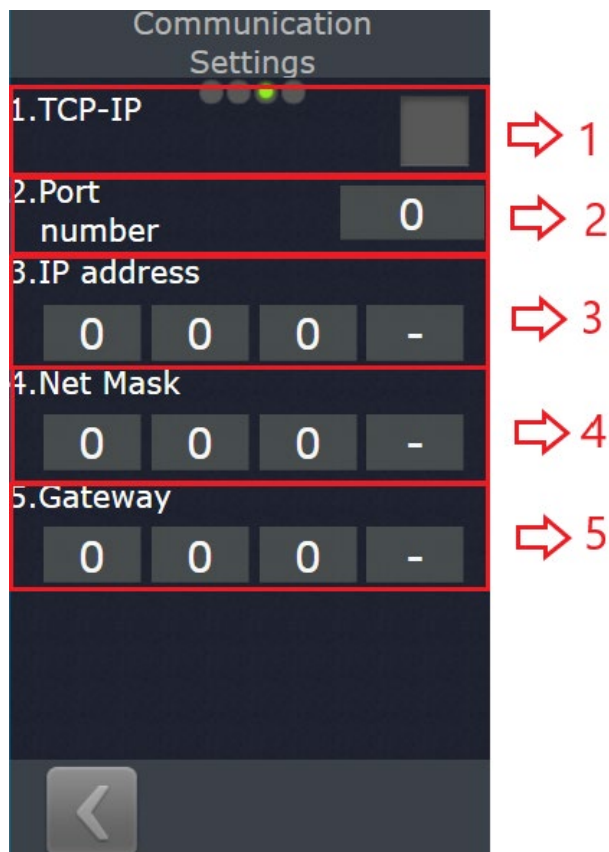 Communication
Settings
1.TCP-IP
1
2.Port
number
0
2
3.IP address
0 0 0 -
3
4.Net Mask
0 0 0 -
4
5.Gateway
0 0 0 -
5